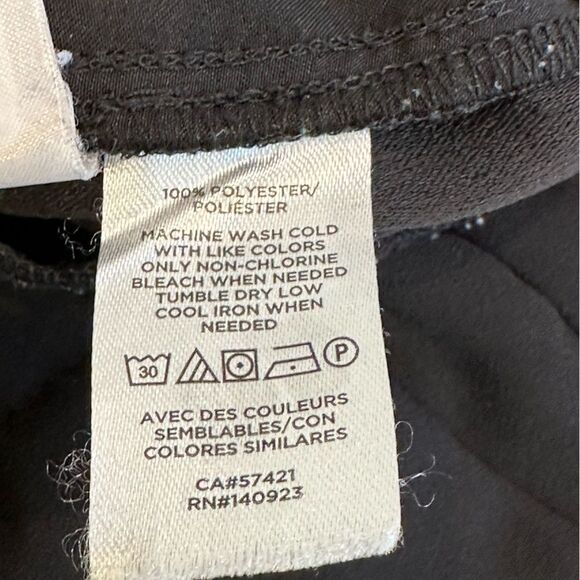 100% POLYESTER/
POLIÉSTER
MACHINE WASH COLD
WITH LIKE COLORS
ONLY NON-CHLORINE
BLEACH WHEN NEEDED
TUMBLE DRY LOW
COOL IRON WHEN
NEEDED
30 P
AVEC DES COULEURS
SEMBLABLES/CON
COLORES SIMILARES
CA#57421
RN#140923